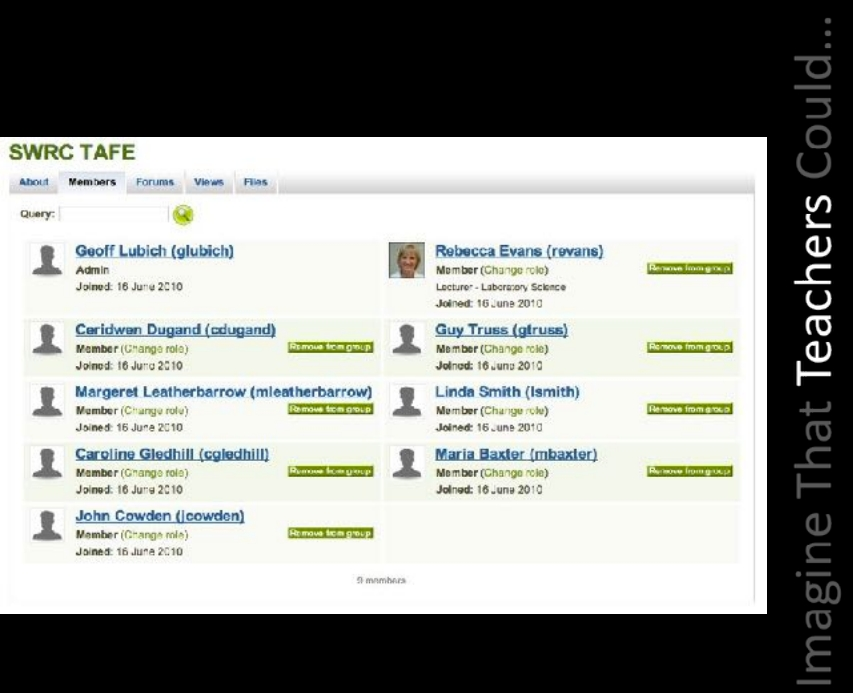 SWRC TAFE
About Members Forums Views Files
Query:
Geoff Lubich (glubich)
Admin
Joined: 16 June 2010
Rebecca Evans (revans)
Member (Change role)
Remove from group
Lecturer - Laboratory Science
Joined: 16 June 2010
Ceridwen Dugand (cdugand)
Member (Change role)
Remove from group
Joined: 16 June 2010
Guy Truss (gtruss)
Member (Change role)
Remove from group
Joined: 16 June 2010
Margeret Leatherbarrow (mleatherbarrow)
Member (Change role)
Remove from group
Joined: 16 June 2010
Linda Smith (lsmith)
Member (Change role)
Remove from group
Joined: 16 June 2010
Caroline Gledhill (cgledhill)
Member (Change role)
Remove from group
Joined: 16 June 2010
Maria Baxter (mbaxter)
Member (Change role)
Remove from group
Joined: 16 June 2010
John Cowden (jcowden)
Member (Change role)
Remove from group
Joined: 16 June 2010
9 members
Imagine That Teachers Could...